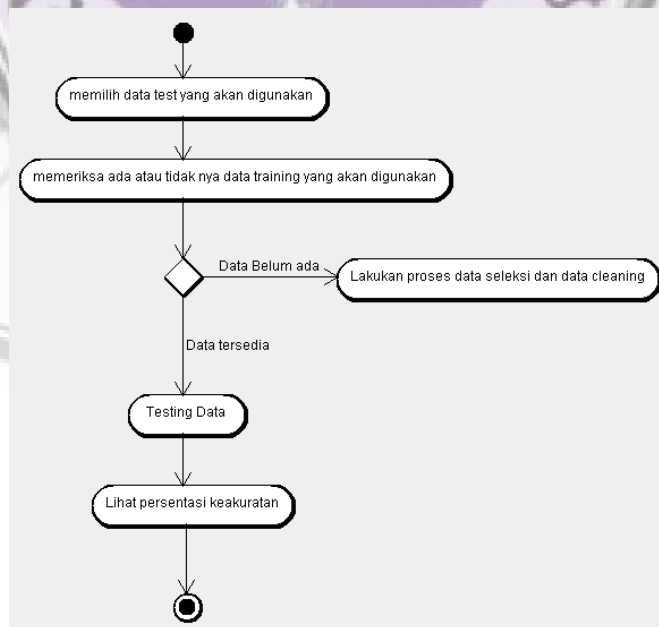 memilih data test yang akan digunakan
memeriksa ada atau tidak nya data training yang akan digunakan
Data Belum ada
Lakukan proses data seleksi dan data cleaning
Data tersedia
Testing Data
Lihat persentasi keakuratan